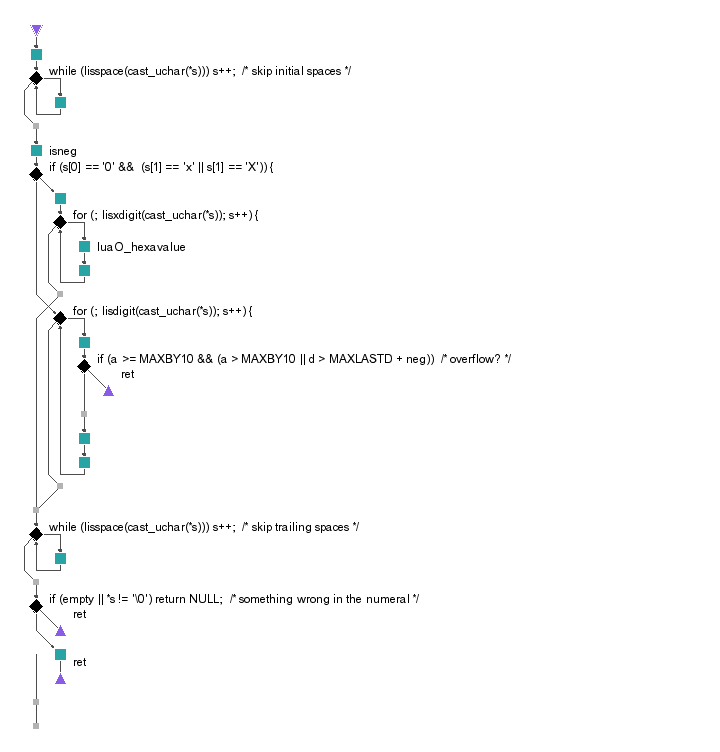 while (lisspace(cast_uchar(*s))) s++;  /* skip initial spaces */
isneg
if (s[0] == '0' &&  (s[1] == 'x' || s[1] == 'X')) {
for (; lisxdigit(cast_uchar(*s)); s++) {
luaO_hexavalue
for (; lisdigit(cast_uchar(*s)); s++) {
if (a >= MAXBY10 && (a > MAXBY10 || d > MAXLASTD + neg))  /* overflow? */
ret
while (lisspace(cast_uchar(*s))) s++;  /* skip trailing spaces */
if (empty || *s != '\0') return NULL;  /* something wrong in the numeral */
ret
ret